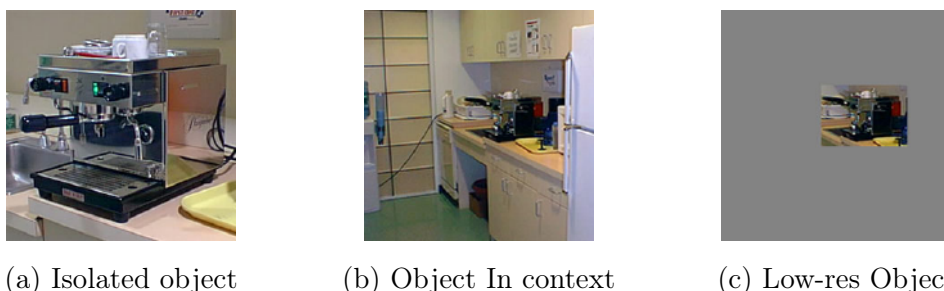 (a) Isolated object
(b) Object In context
(c) Low-res Objec